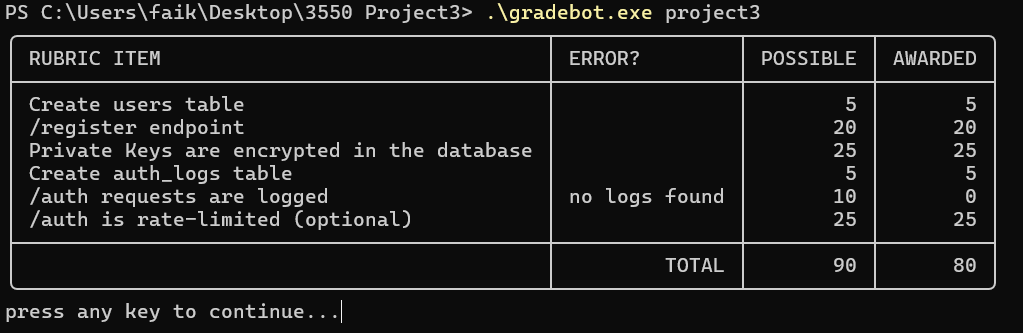 PS C:\Users\faik\Desktop\3550 Project3> .\gradebot.exe project3
RUBRIC ITEM ERROR? POSSIBLE AWARDED
Create users table 5 5
/register endpoint 20 20
Private Keys are encrypted in the database 25 25
Create auth_logs table 5 5
/auth requests are logged no logs found 10 0
/auth is rate-limited (optional) 25 25
TOTAL 90 80
press any key to continue...